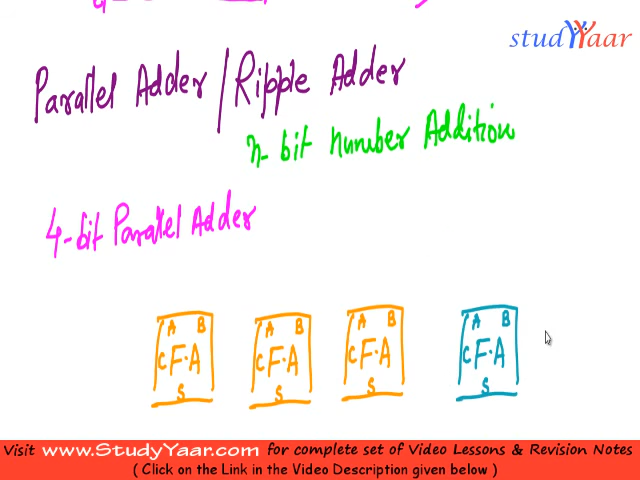 studYYaar
Parallel Adder / Ripple Adder
n-bit number Addition
4-bit Parallel Adder
A B A B A B A B
C F·A C F·A C F·A C F·A
S S S S
Visit www.StudyYaar.com for complete set of Video Lessons & Revision Notes
( Click on the Link in the Video Description given below )